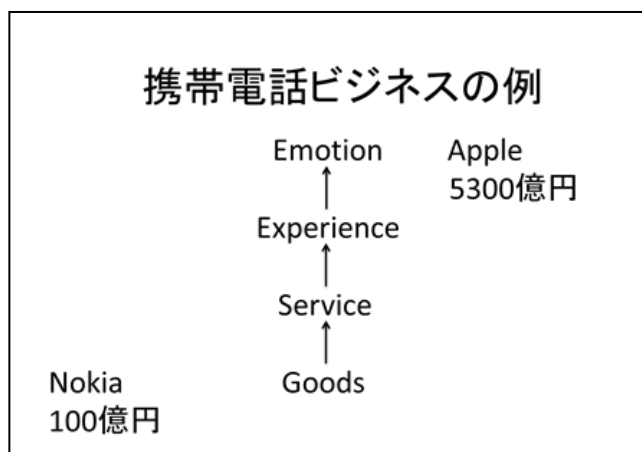 携帯電話ビジネスの例
Emotion
Apple
5300億円
Experience
Service
Goods
Nokia
100億円